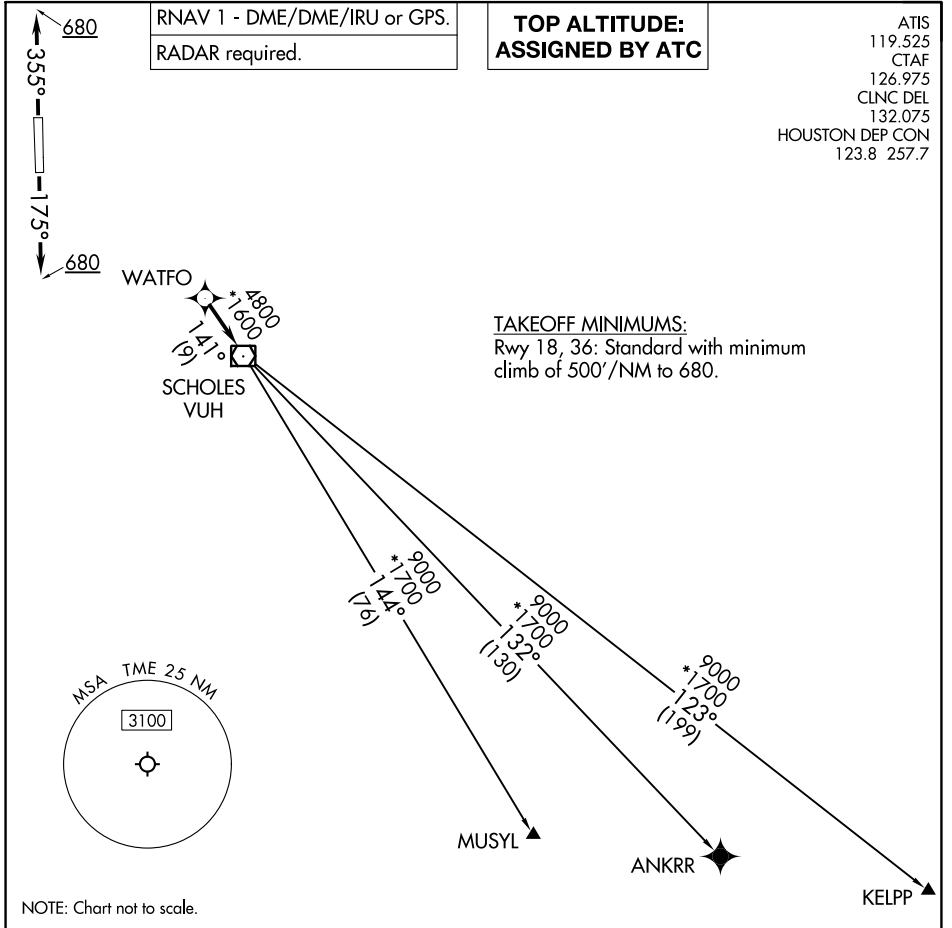 680
355°
175°
680
RNAV 1 - DME/DME/IRU or GPS.
RADAR required.
TOP ALTITUDE:
ASSIGNED BY ATC
ATIS
119.525
CTAF
126.975
CLNC DEL
132.075
HOUSTON DEP CON
123.8 257.7
WATFO
4800
*1600
141°
(9)
SCHOLES
VUH
TAKEOFF MINIMUMS:
Rwy 18, 36: Standard with minimum
climb of 500'/NM to 680.
9000
*1700
144°
(76)
9000
*1700
132°
(130)
9000
*1700
123°
(199)
MSA TME 25 NM
3100
MUSYL
ANKRR
KELPP
NOTE: Chart not to scale.